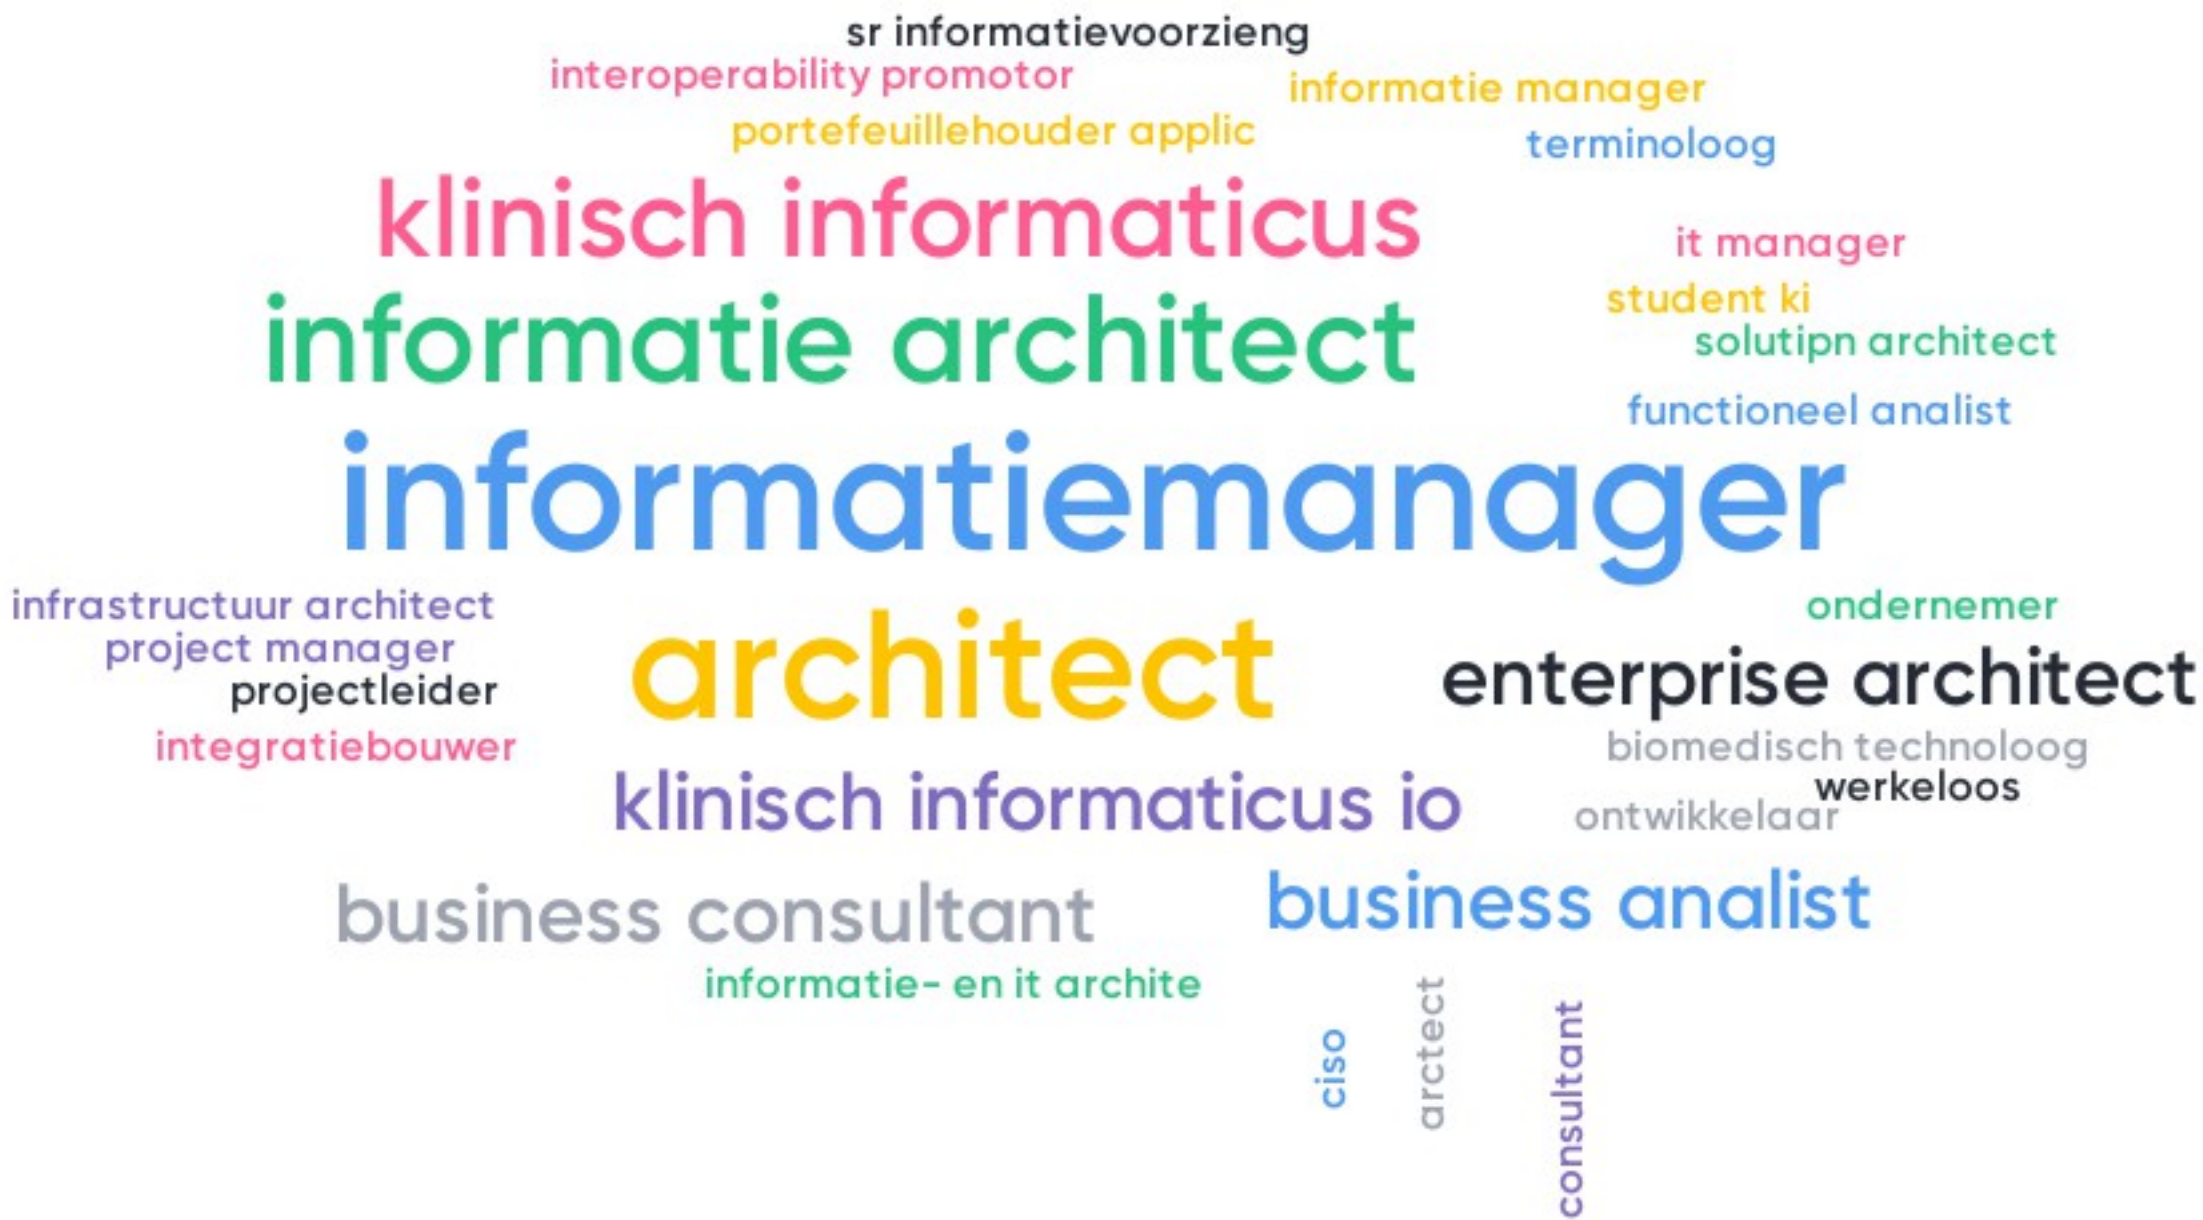 sr informatievoorzieng
interoperability promotor
informatie manager
portefeuillehouder applic
terminoloog
klinisch informaticus
it manager
student ki
informatie architect
solutipn architect
functioneel analist
informatiemanager
infrastructuur architect
ondernemer
project manager
architect
enterprise architect
projectleider
integratiebouwer
biomedisch technoloog
werkeloos
klinisch informaticus io
ontwikkelaar
business consultant
business analist
informatie- en it archite
ciso
arctect
consultant